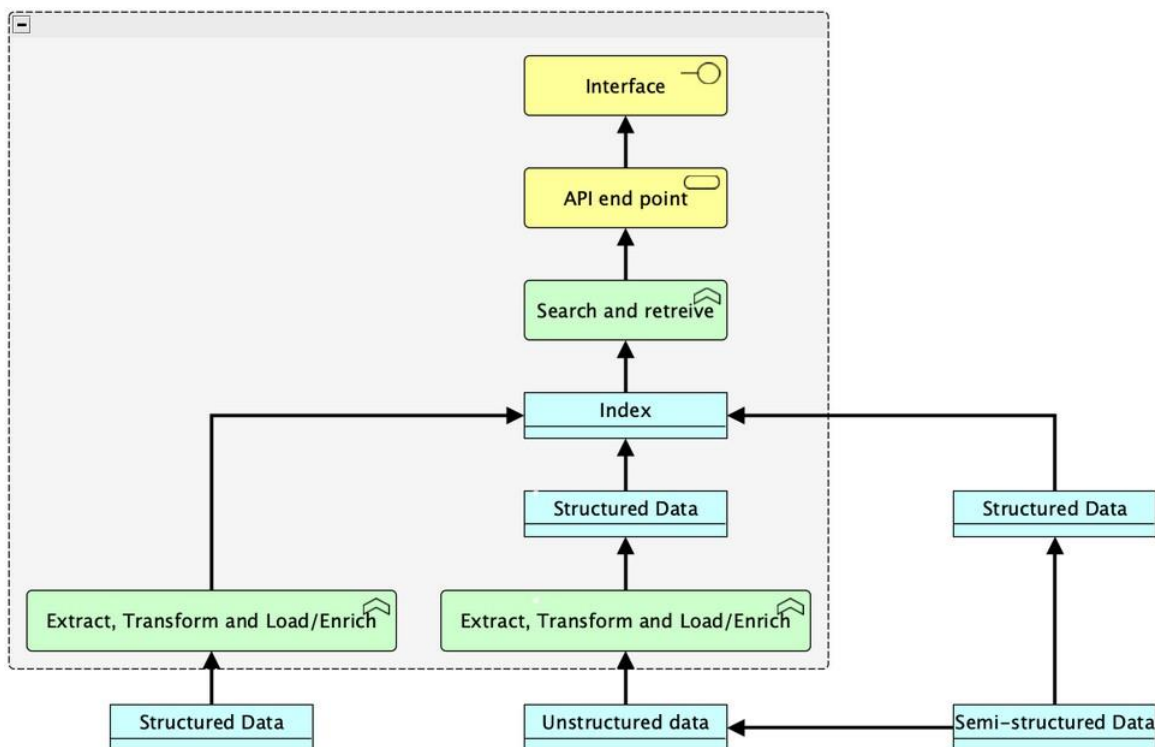 Interface
API end point
Search and retreive
Index
Structured Data
Structured Data
Extract, Transform and Load/Enrich
Extract, Transform and Load/Enrich
Structured Data
Unstructured data
Semi-structured Data